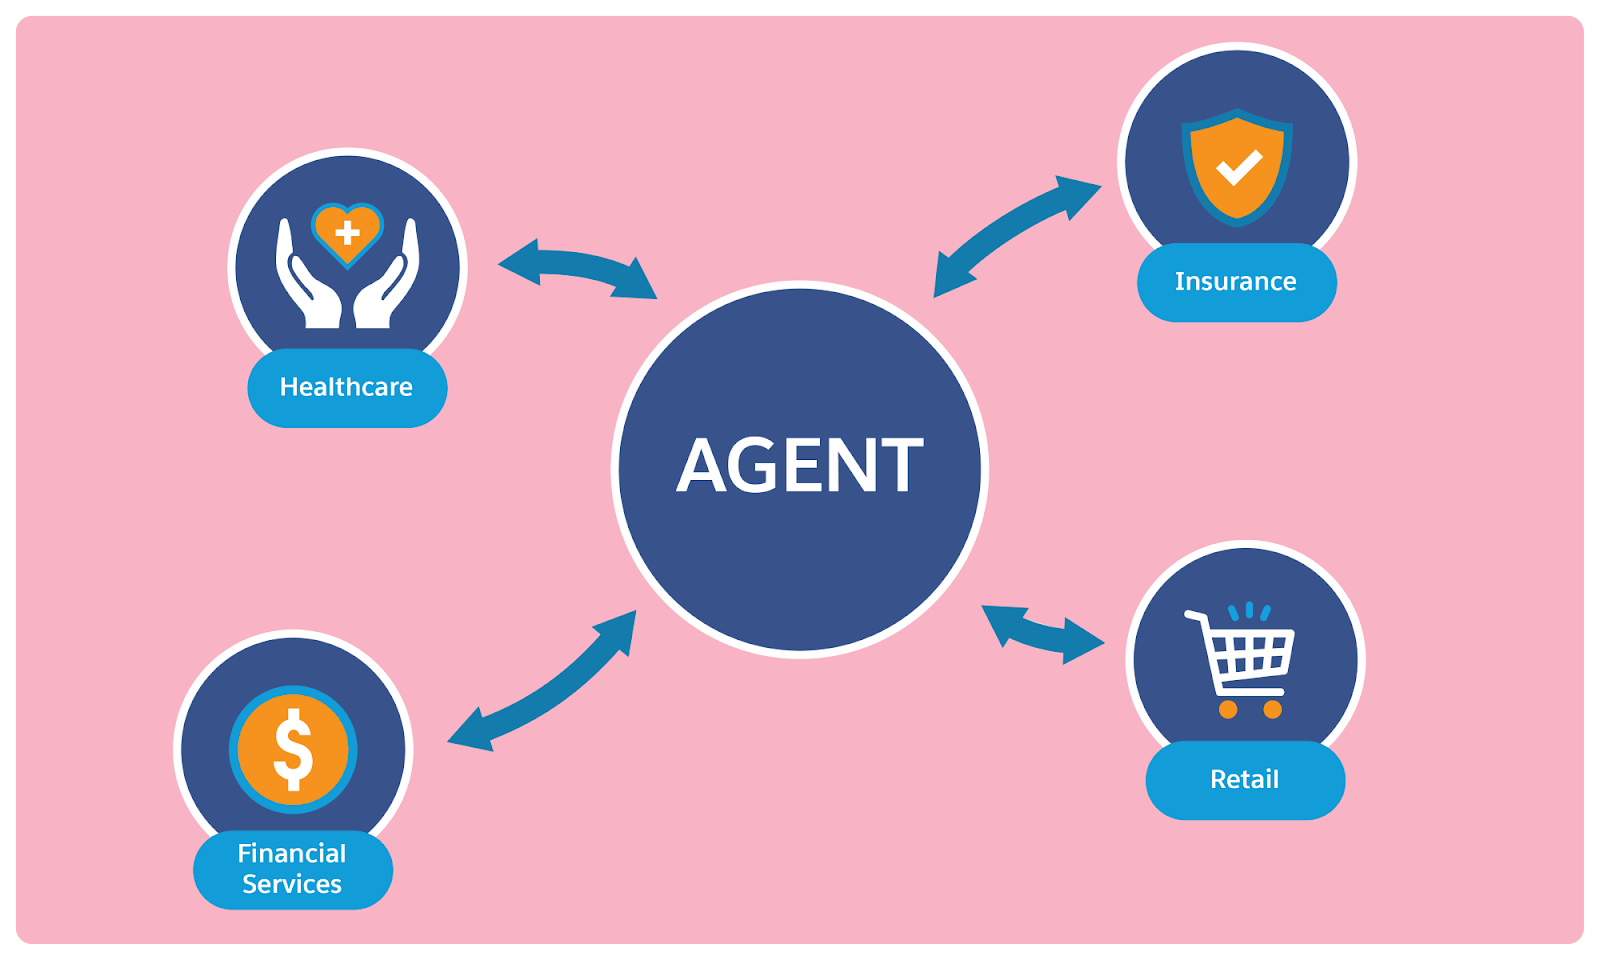 Insurance
Healthcare
AGENT
Retail
Financial
Services
$